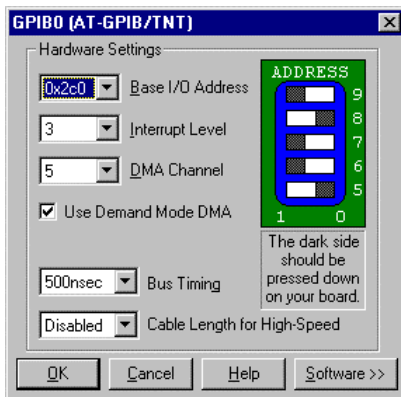 GPIB0 (AT-GPIB/TNT)
Hardware Settings
0x2c0 Base I/O Address
3 Interrupt Level
5 DMA Channel
Use Demand Mode DMA
500nsec Bus Timing
Disabled Cable Length for High-Speed
ADDRESS
9
8
7
6
5
1 0
The dark side
should be
pressed down
on your board.
OK Cancel Help Software >>